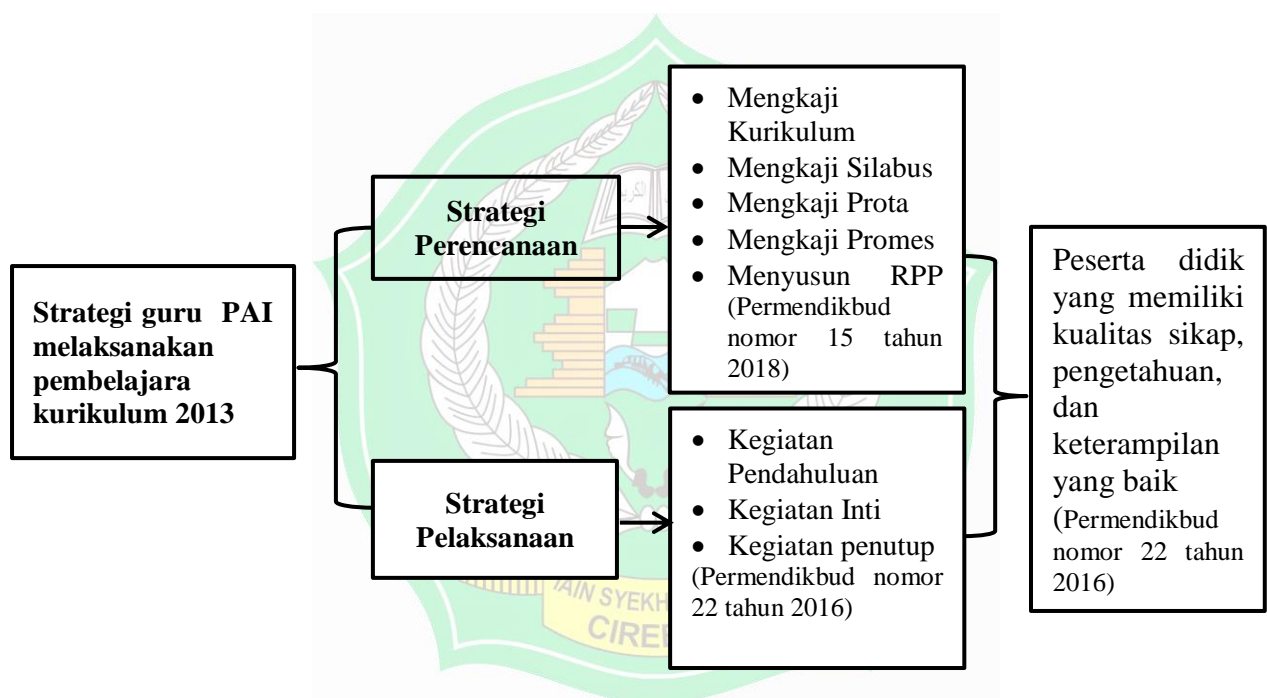 Strategi guru PAI
melaksanakan
pembelajara
kurikulum 2013
Strategi
Perencanaan
• Mengkaji
Kurikulum
• Mengkaji Silabus
• Mengkaji Prota
• Mengkaji Promes
• Menyusun RPP
(Permendikbud
nomor 15 tahun
2018)
Strategi
Pelaksanaan
• Kegiatan
Pendahuluan
• Kegiatan Inti
• Kegiatan penutup
(Permendikbud nomor
22 tahun 2016)
Peserta didik
yang memiliki
kualitas sikap,
pengetahuan,
dan
keterampilan
yang baik
(Permendikbud
nomor 22 tahun
2016)
IAIN SYEKH